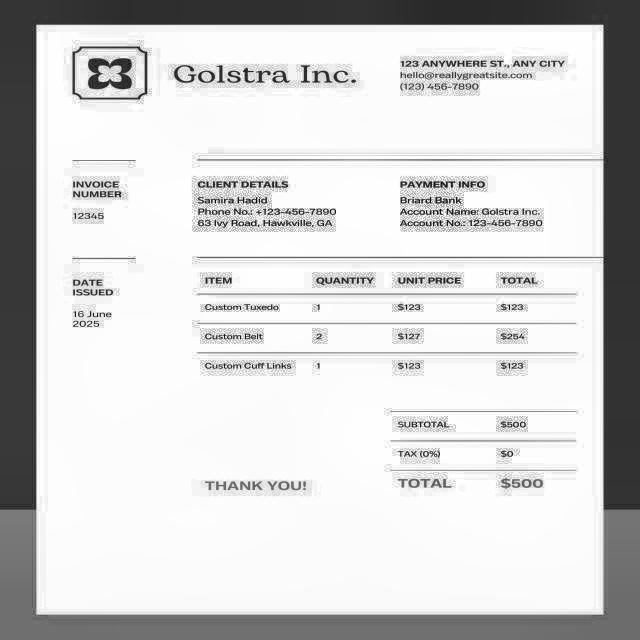 Golstra Inc.
123 ANYWHERE ST., ANY CITY
hello@reallygreatsite.com
(123) 456-7890
INVOICE
NUMBER
12345
CLIENT DETAILS
Samira Hadid
Phone No.: +123-456-7890
63 Ivy Road, Hawkville, GA
PAYMENT INFO
Briard Bank
Account Name: Golstra Inc.
Account No.: 123-456-7890
DATE
ISSUED
16 June
2025
ITEM QUANTITY UNIT PRICE TOTAL
Custom Tuxedo 1 $123 $123
Custom Belt 2 $127 $254
Custom Cuff Links 1 $123 $123
SUBTOTAL $500
TAX (0%) $0
THANK YOU! TOTAL $500